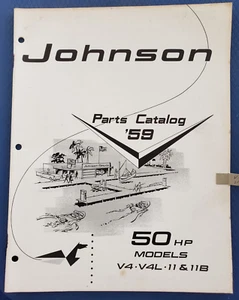 Johnson
Parts Catalog
'59
50 HP
MODELS
V4 · V4L · 11 & 11B